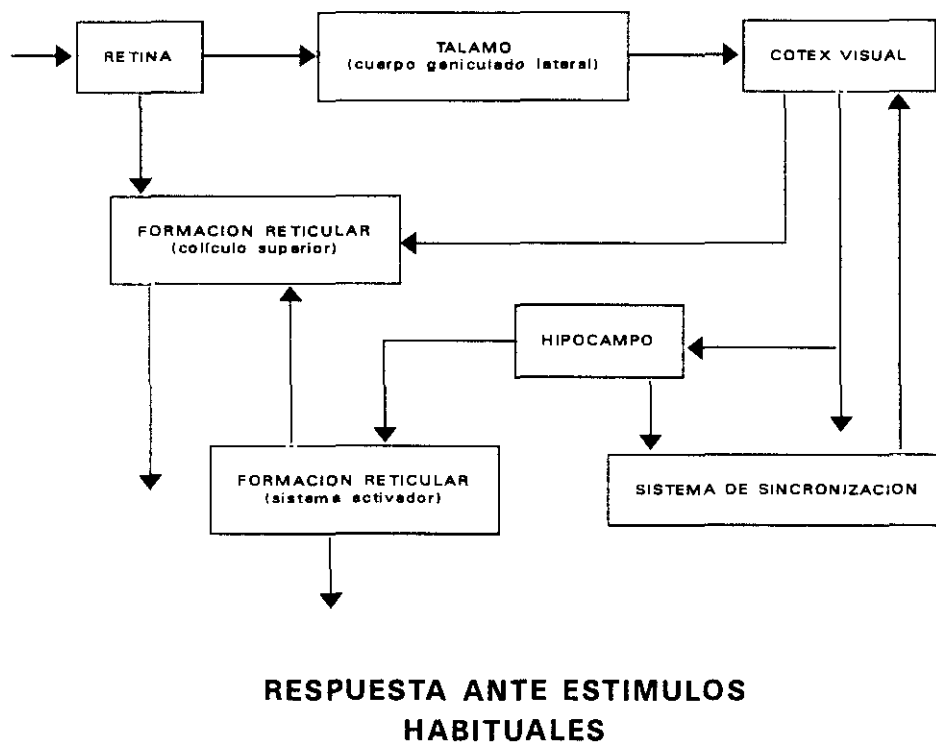 RETINA
TALAMO
(cuerpo geniculado lateral)
COTEX VISUAL
FORMACION RETICULAR
(colículo superior)
HIPOCAMPO
FORMACION RETICULAR
(sistema activador)
SISTEMA DE SINCRONIZACION
RESPUESTA ANTE ESTIMULOS
HABITUALES